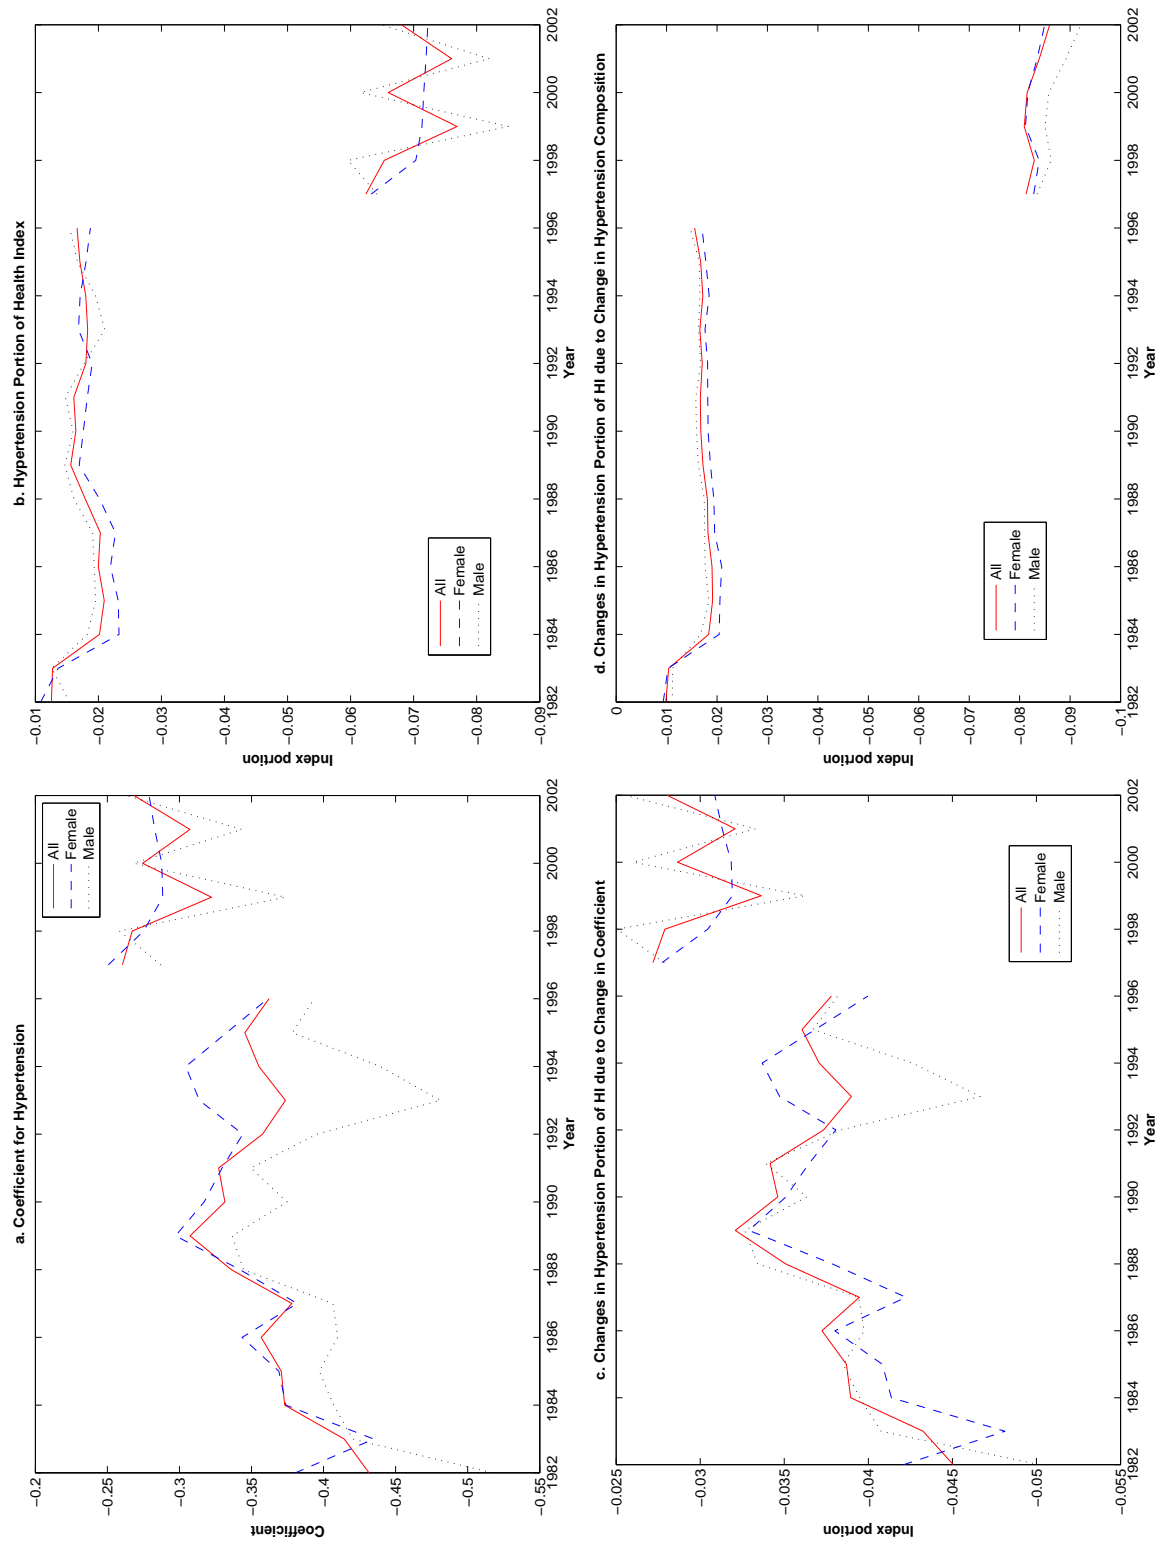 a. Coefficient for Hypertension
−0.2
−0.25
−0.3
−0.35
−0.4
−0.45
−0.5
−0.55
Coefficient
All
Female
Male
1982 1984 1986 1988 1990 1992 1994 1996 1998 2000 2002
Year
b. Hypertension Portion of Health Index
−0.01
−0.02
−0.03
−0.04
−0.05
−0.06
−0.07
−0.08
−0.09
Index portion
All
Female
Male
1982 1984 1986 1988 1990 1992 1994 1996 1998 2000 2002
Year
c. Changes in Hypertension Portion of HI due to Change in Coefficient
−0.025
−0.03
−0.035
−0.04
−0.045
−0.05
−0.055
Index portion
All
Female
Male
1982 1984 1986 1988 1990 1992 1994 1996 1998 2000 2002
Year
d. Changes in Hypertension Portion of HI due to Change in Hypertension Composition
0
−0.01
−0.02
−0.03
−0.04
−0.05
−0.06
−0.07
−0.08
−0.09
−0.1
Index portion
All
Female
Male
1982 1984 1986 1988 1990 1992 1994 1996 1998 2000 2002
Year